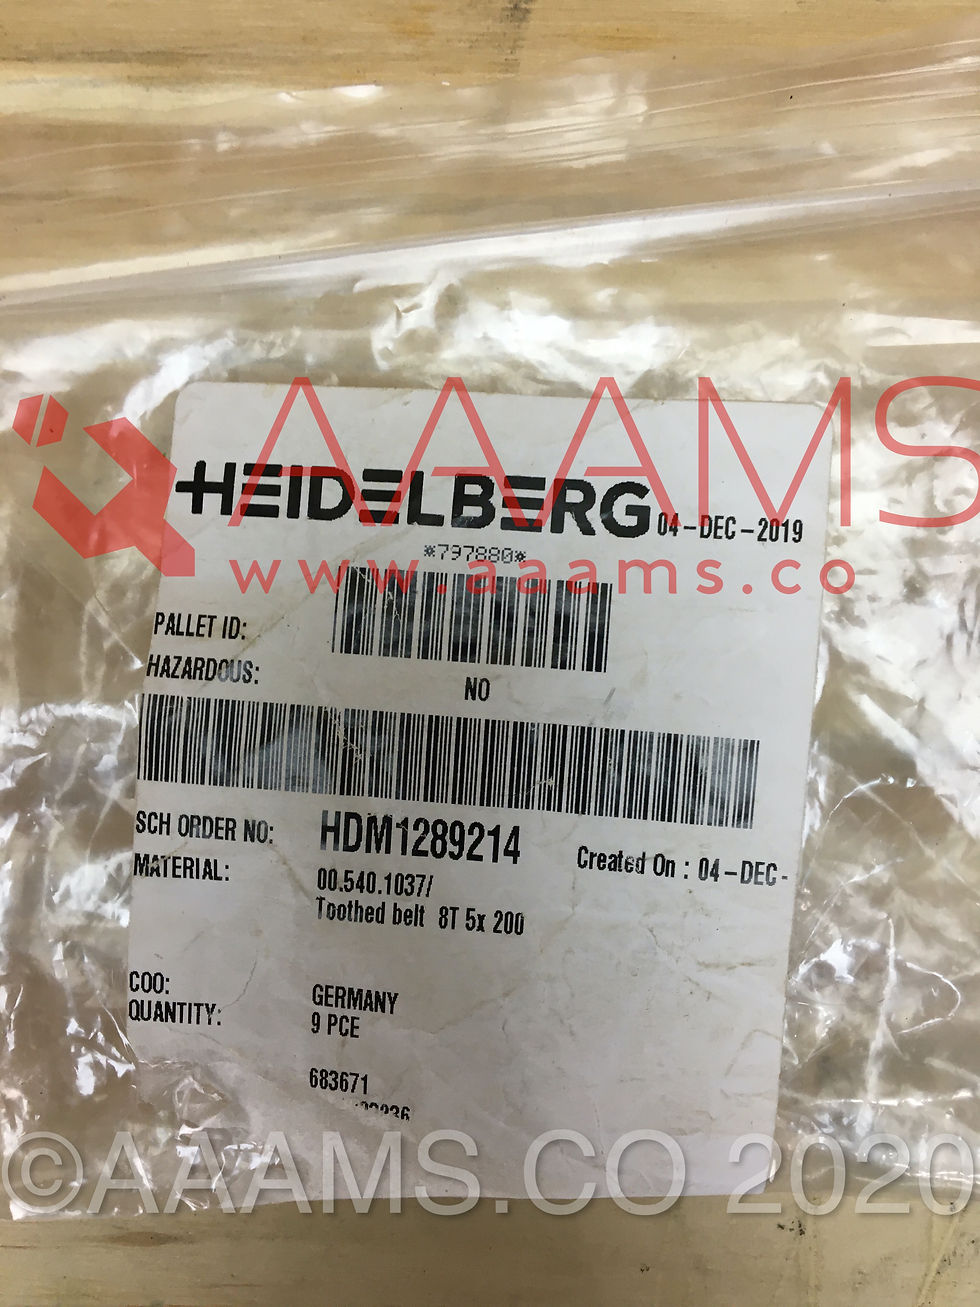 AAAMS
HEIDELBERG 04-DEC-2019
*797880*
www.aaams.co
PALLET ID:
HAZARDOUS: NO
SCH ORDER NO: HDM1289214 Created On : 04-DEC-
MATERIAL: 00.540.1037/
Toothed belt 8T 5x 200
COO: GERMANY
QUANTITY: 9 PCE
683671
©AAAMS.CO 2020